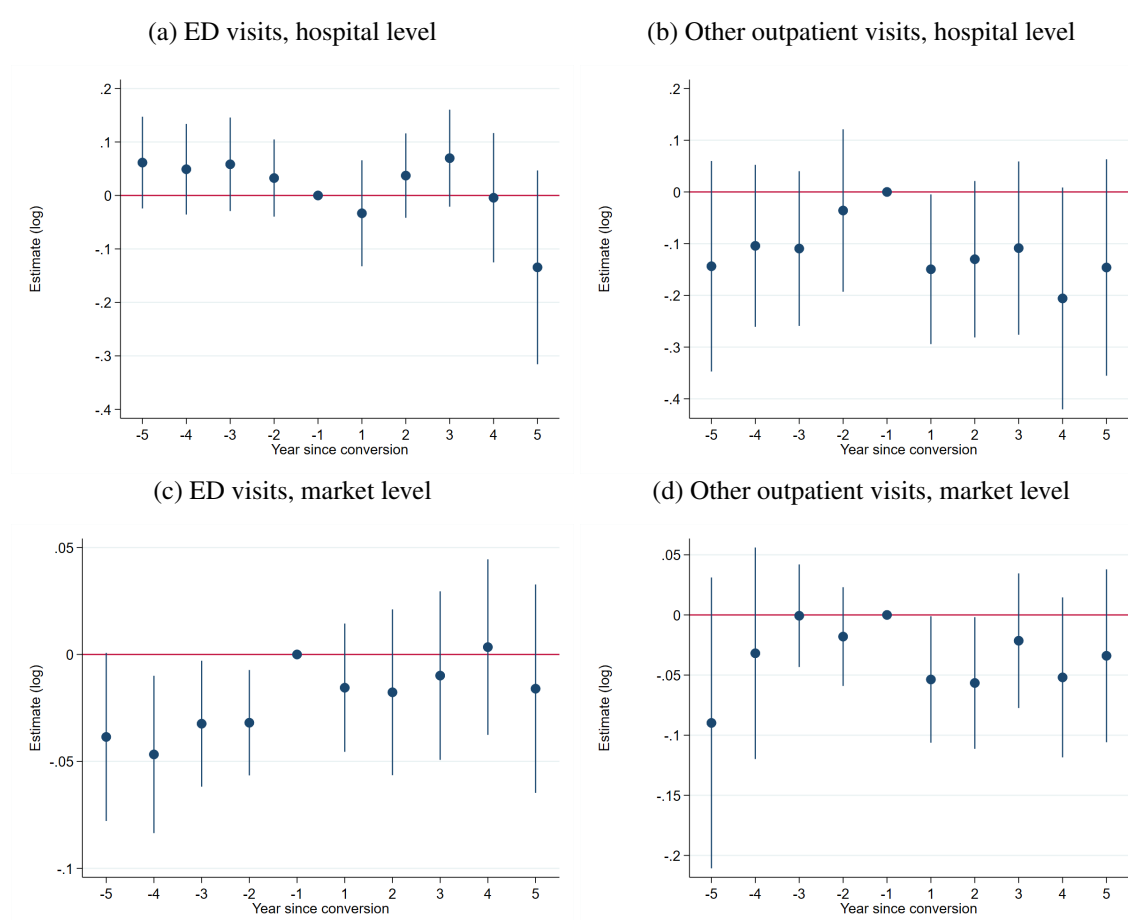 (a) ED visits, hospital level
.2
.1
0
-.1
-.2
-.3
-.4
Estimate (log)
-5 -4 -3 -2 -1 1 2 3 4 5
Year since conversion
(b) Other outpatient visits, hospital level
.2
.1
0
-.1
-.2
-.3
-.4
Estimate (log)
-5 -4 -3 -2 -1 1 2 3 4 5
Year since conversion
(c) ED visits, market level
.05
0
-.05
-.1
Estimate (log)
-5 -4 -3 -2 -1 1 2 3 4 5
Year since conversion
(d) Other outpatient visits, market level
.05
0
-.05
-.1
-.15
-.2
Estimate (log)
-5 -4 -3 -2 -1 1 2 3 4 5
Year since conversion